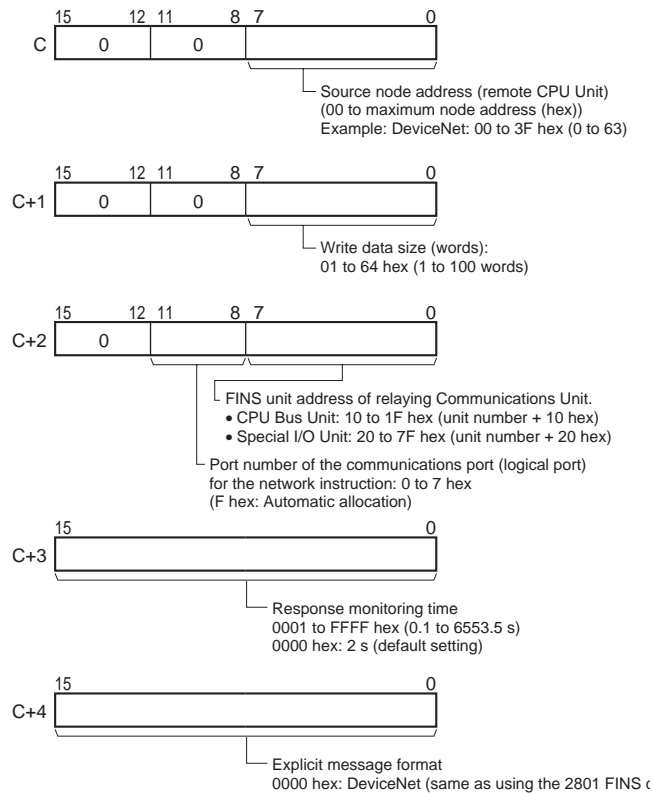 15 12 11 8 7 0
C 0 0
Source node address (remote CPU Unit)
(00 to maximum node address (hex))
Example: DeviceNet: 00 to 3F hex (0 to 63)
15 12 11 8 7 0
C+1 0 0
Write data size (words):
01 to 64 hex (1 to 100 words)
15 12 11 8 7 0
C+2 0
FINS unit address of relaying Communications Unit.
• CPU Bus Unit: 10 to 1F hex (unit number + 10 hex)
• Special I/O Unit: 20 to 7F hex (unit number + 20 hex)
Port number of the communications port (logical port)
for the network instruction: 0 to 7 hex
(F hex: Automatic allocation)
15 0
C+3
Response monitoring time
0001 to FFFF hex (0.1 to 6553.5 s)
0000 hex: 2 s (default setting)
15 0
C+4
Explicit message format
0000 hex: DeviceNet (same as using the 2801 FINS